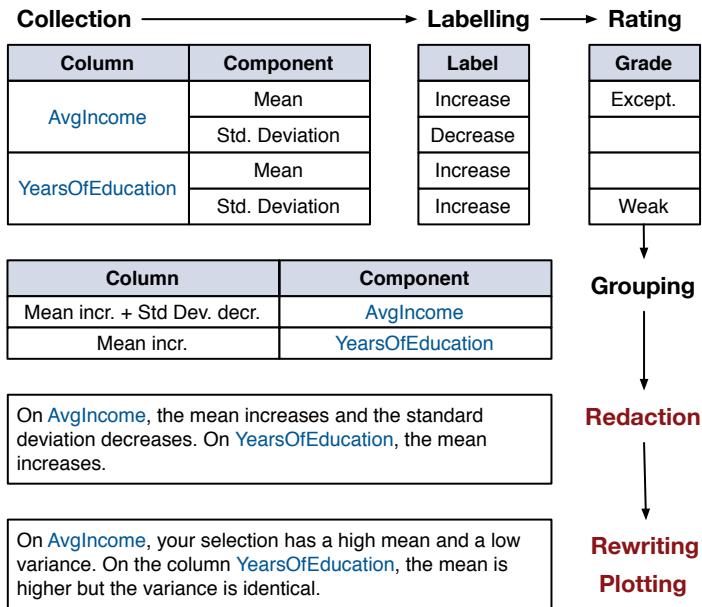 Collection Labelling Rating
Column Component Label Grade
AvgIncome Mean Increase Except.
Std. Deviation Decrease
YearsOfEducation Mean Increase
Std. Deviation Increase Weak
Column Component
Grouping
Mean incr. + Std Dev. decr. AvgIncome
Mean incr. YearsOfEducation
On AvgIncome, the mean increases and the standard
deviation decreases. On YearsOfEducation, the mean
increases.
Redaction
On AvgIncome, your selection has a high mean and a low
variance. On the column YearsOfEducation, the mean is
higher but the variance is identical.
Rewriting
Plotting